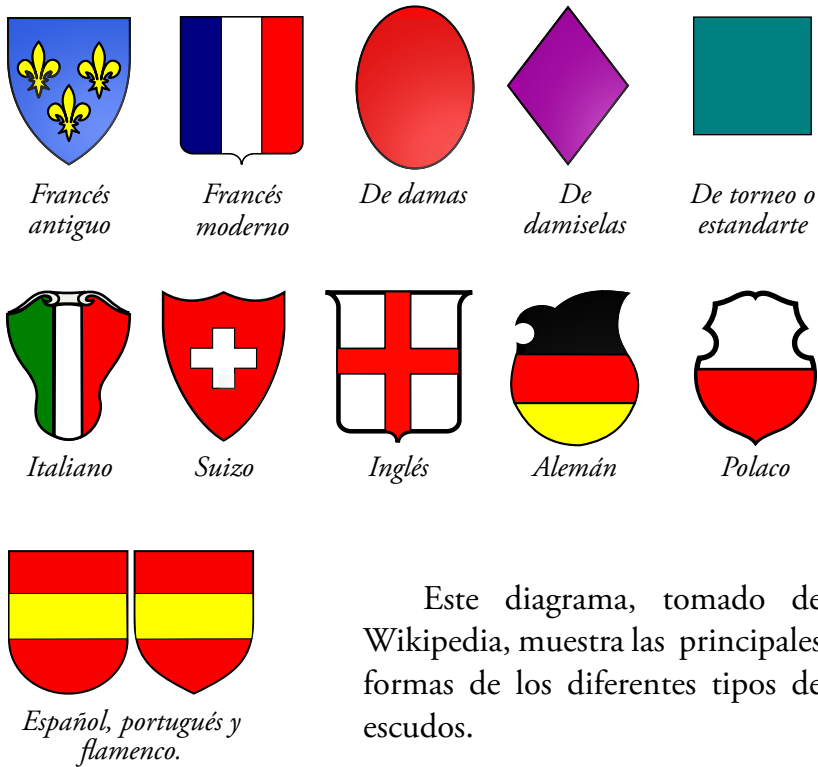 Francés
antiguo
Francés
moderno
De damas
De
damiselas
De torneo o
estandarte
Italiano
Suizo
Inglés
Alemán
Polaco
Español, portugués y
flamenco.
Este diagrama, tomado de
Wikipedia, muestra las principales
formas de los diferentes tipos de
escudos.